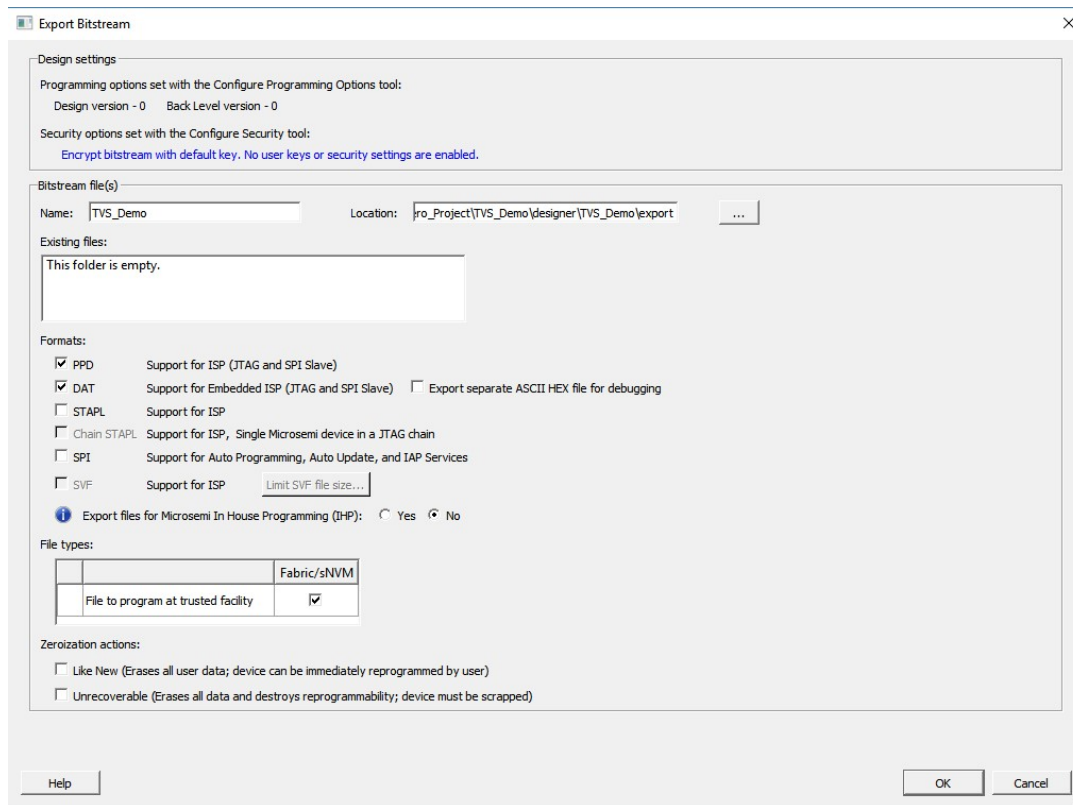 Export Bitstream
Design settings
Programming options set with the Configure Programming Options tool:
Design version - 0 Back Level version - 0
Security options set with the Configure Security tool:
Encrypt bitstream with default key. No user keys or security settings are enabled.
Bitstream file(s)
Name: TVS_Demo Location: ero_Project\TVS_Demo\designer\TVS_Demo\export ...
Existing files:
This folder is empty.
Formats:
PPD Support for ISP (JTAG and SPI Slave)
DAT Support for Embedded ISP (JTAG and SPI Slave) Export separate ASCII HEX file for debugging
STAPL Support for ISP
Chain STAPL Support for ISP, Single Microsemi device in a JTAG chain
SPI Support for Auto Programming, Auto Update, and IAP Services
SVF Support for ISP Limit SVF file size...
Export files for Microsemi In House Programming (IHP): Yes No
File types:
Fabric/sNVM
File to program at trusted facility
Zeroization actions:
Like New (Erases all user data; device can be immediately reprogrammed by user)
Unrecoverable (Erases all data and destroys reprogrammability; device must be scrapped)
Help OK Cancel